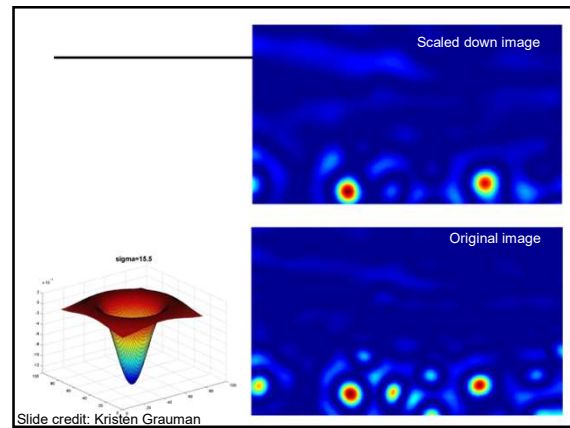 Scaled down image
Original image
sigma=15.5
Slide credit: Kristen Grauman